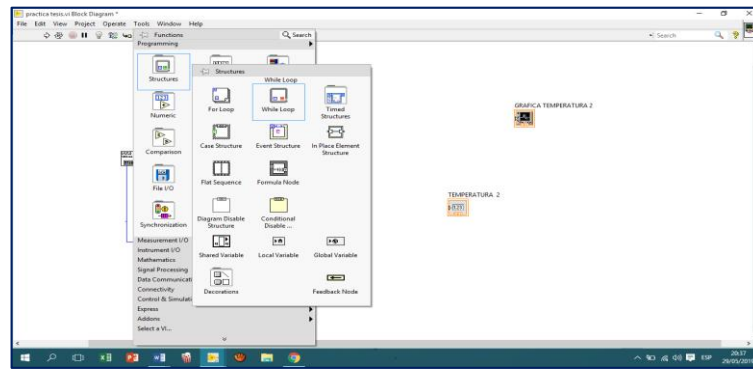 practica tesis.vi Block Diagram *
File Edit View Project Operate Tools Window Help
Functions
Search
Search
Programming
Structures
Numeric
Comparison
File I/O
Synchronization
Measurement I/O
Instrument I/O
Mathematics
Signal Processing
Data Communicati
Connectivity
Control & Simulati
Express
Addons
Select a VI...
Structures
While Loop
For Loop
While Loop
Timed
Structures
Case Structure
Event Structure
In Place Element
Structure
Flat Sequence
Formula Node
Diagram Disable
Structure
Conditional
Disable ...
Shared Variable
Local Variable
Global Variable
Decorations
Feedback Node
GRAFICA TEMPERATURA 2
TEMPERATURA 2
ESP
20:37